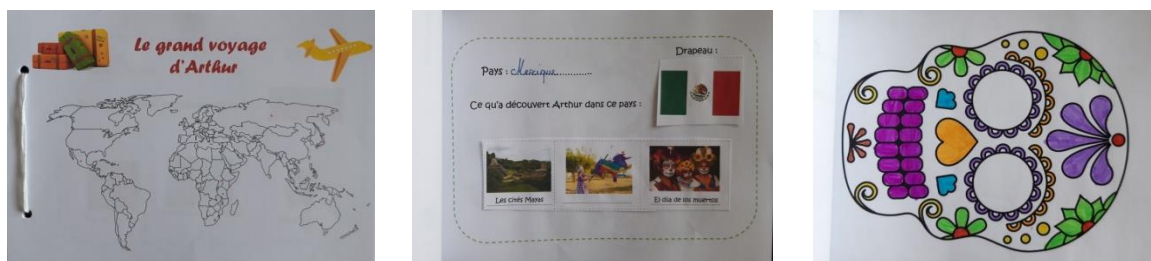 Le grand voyage
d'Arthur
Drapeau :
Pays : Mexique.............
Ce qu'a découvert Arthur dans ce pays :
Les cités Mayas
El día de los muertos